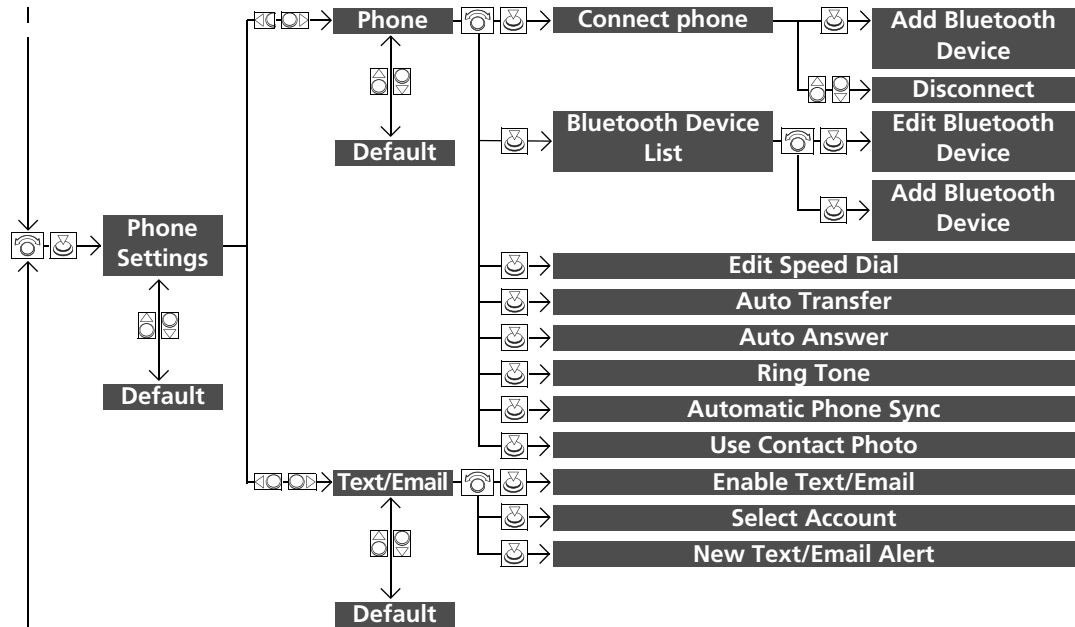 Phone
Connect phone
Add Bluetooth
Device
Disconnect
Default
Bluetooth Device
List
Edit Bluetooth
Device
Add Bluetooth
Device
Phone
Settings
Default
Edit Speed Dial
Auto Transfer
Auto Answer
Ring Tone
Automatic Phone Sync
Use Contact Photo
Text/Email
Enable Text/Email
Select Account
New Text/Email Alert
Default